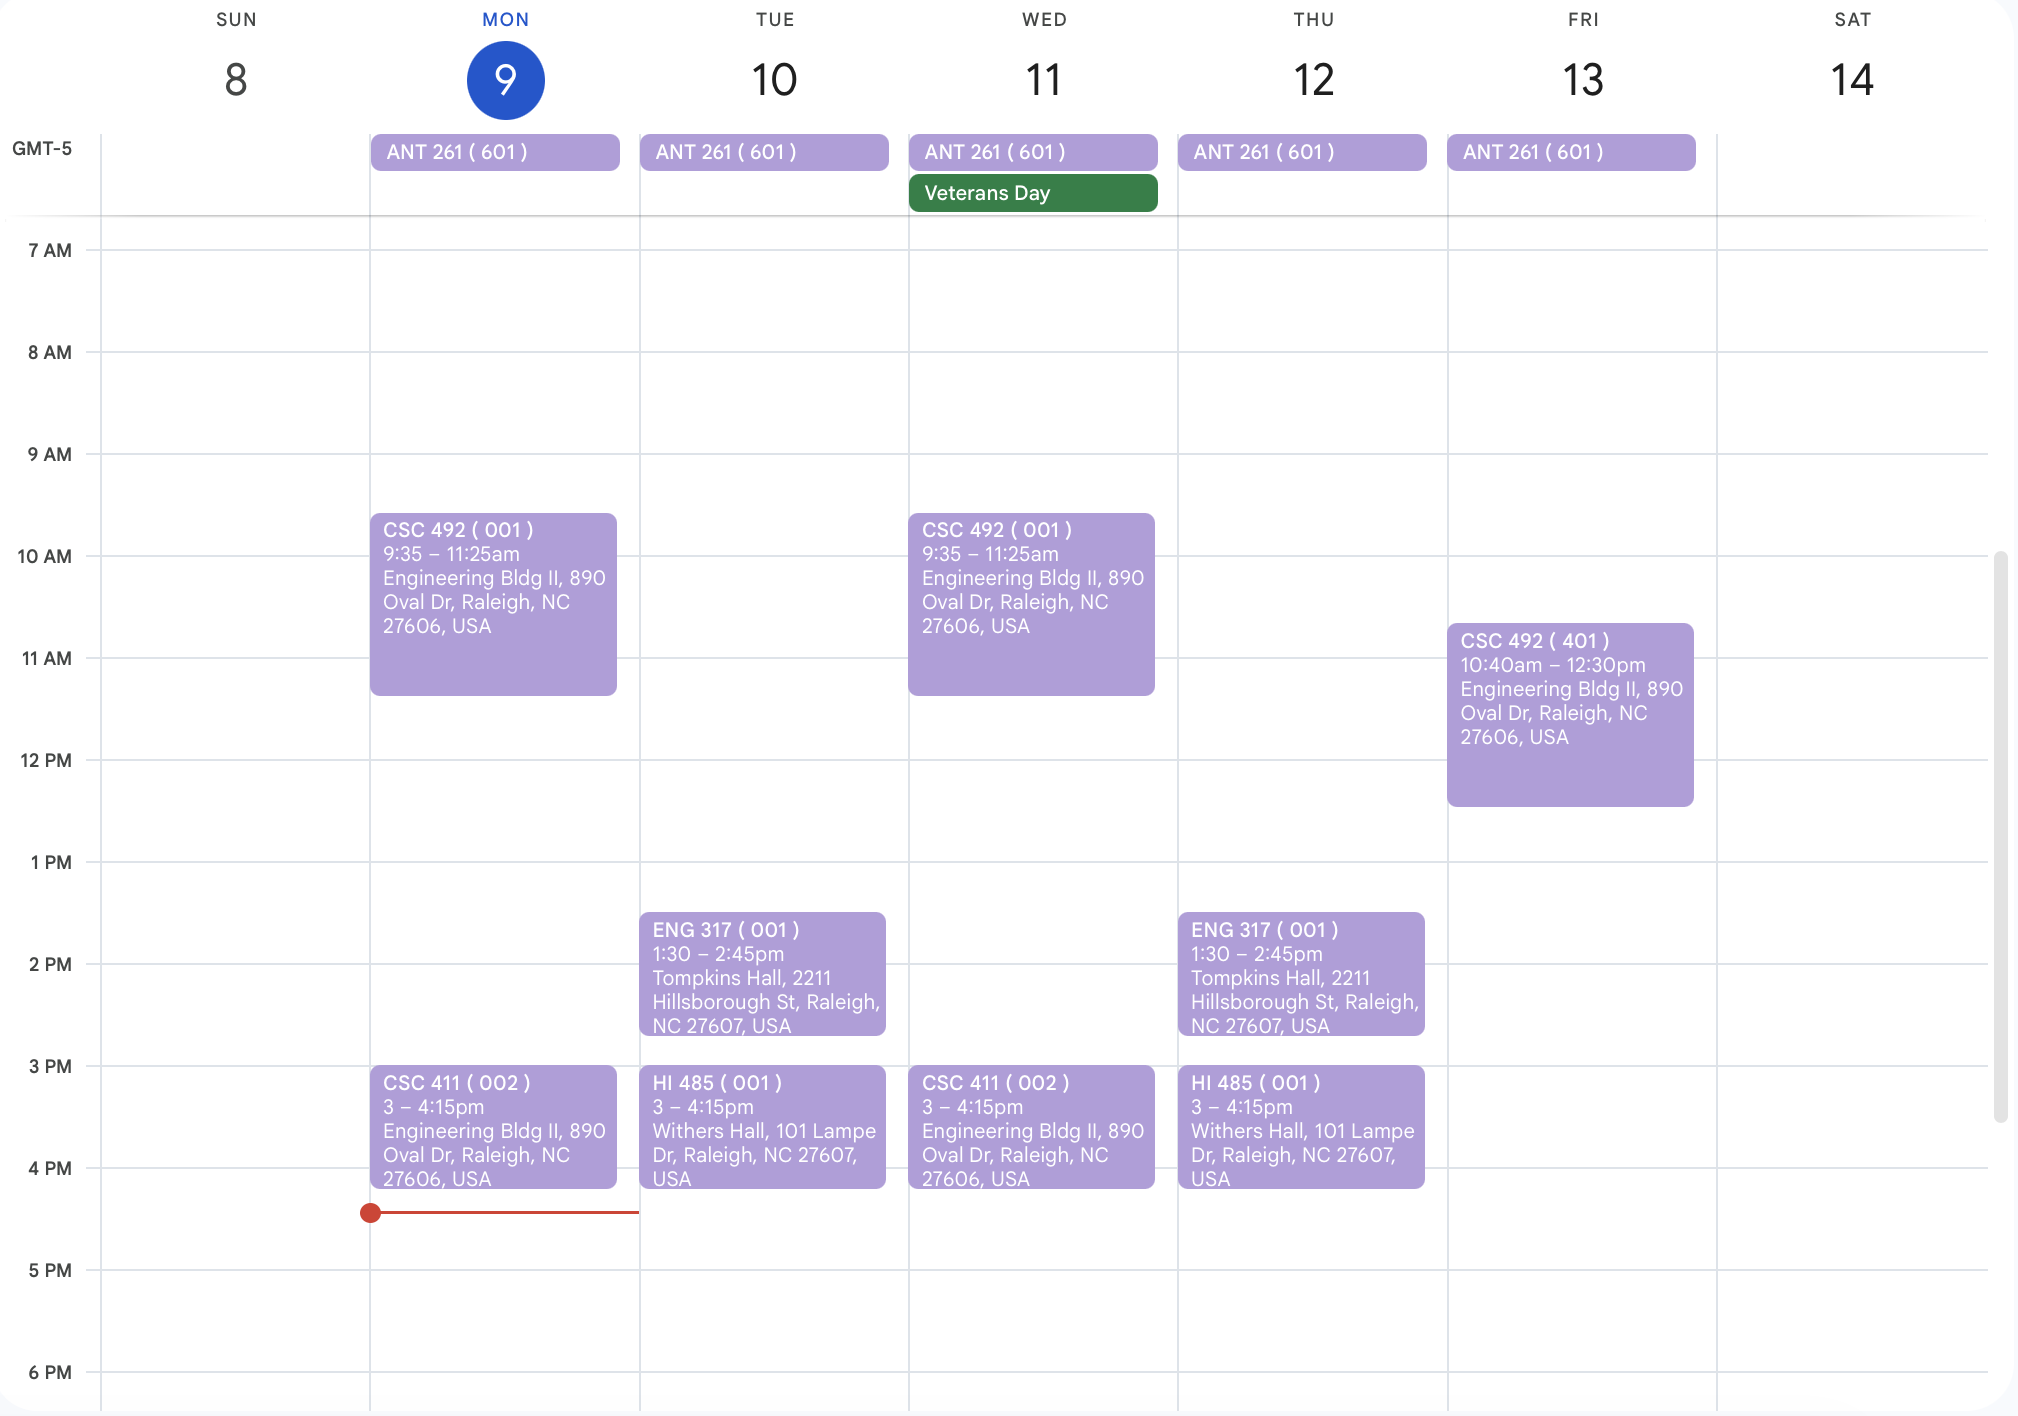 SUN
MON
TUE
WED
THU
FRI
SAT
8
9
10
11
12
13
14
GMT-5
ANT 261 ( 601 )
ANT 261 ( 601 )
ANT 261 ( 601 )
ANT 261 ( 601 )
ANT 261 ( 601 )
Veterans Day
7 AM
8 AM
9 AM
10 AM
11 AM
12 PM
1 PM
2 PM
3 PM
4 PM
5 PM
6 PM
CSC 492 ( 001 )
9:35 – 11:25am
Engineering Bldg II, 890
Oval Dr, Raleigh, NC
27606, USA
CSC 411 ( 002 )
3 – 4:15pm
Engineering Bldg II, 890
Oval Dr, Raleigh, NC
27606, USA
ENG 317 ( 001 )
1:30 – 2:45pm
Tompkins Hall, 2211
Hillsborough St, Raleigh,
NC 27607, USA
HI 485 ( 001 )
3 – 4:15pm
Withers Hall, 101 Lampe
Dr, Raleigh, NC 27607,
USA
CSC 492 ( 001 )
9:35 – 11:25am
Engineering Bldg II, 890
Oval Dr, Raleigh, NC
27606, USA
CSC 411 ( 002 )
3 – 4:15pm
Engineering Bldg II, 890
Oval Dr, Raleigh, NC
27606, USA
ENG 317 ( 001 )
1:30 – 2:45pm
Tompkins Hall, 2211
Hillsborough St, Raleigh,
NC 27607, USA
HI 485 ( 001 )
3 – 4:15pm
Withers Hall, 101 Lampe
Dr, Raleigh, NC 27607,
USA
CSC 492 ( 401 )
10:40am – 12:30pm
Engineering Bldg II, 890
Oval Dr, Raleigh, NC
27606, USA